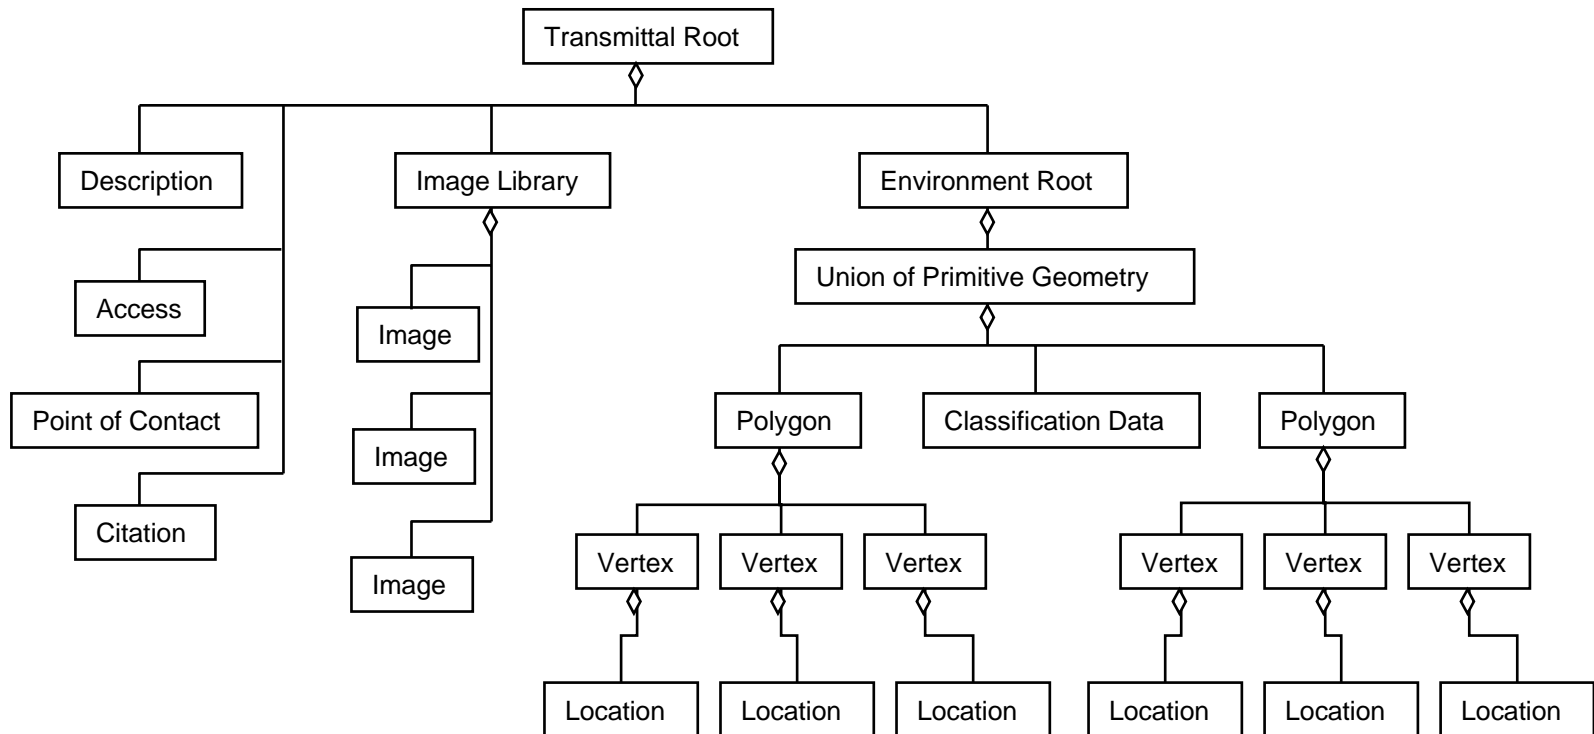 Transmittal Root
Description
Image Library
Environment Root
Union of Primitive Geometry
Access
Image
Point of Contact
Polygon
Classification Data
Polygon
Image
Citation
Vertex
Vertex
Vertex
Vertex
Vertex
Vertex
Image
Location
Location
Location
Location
Location
Location